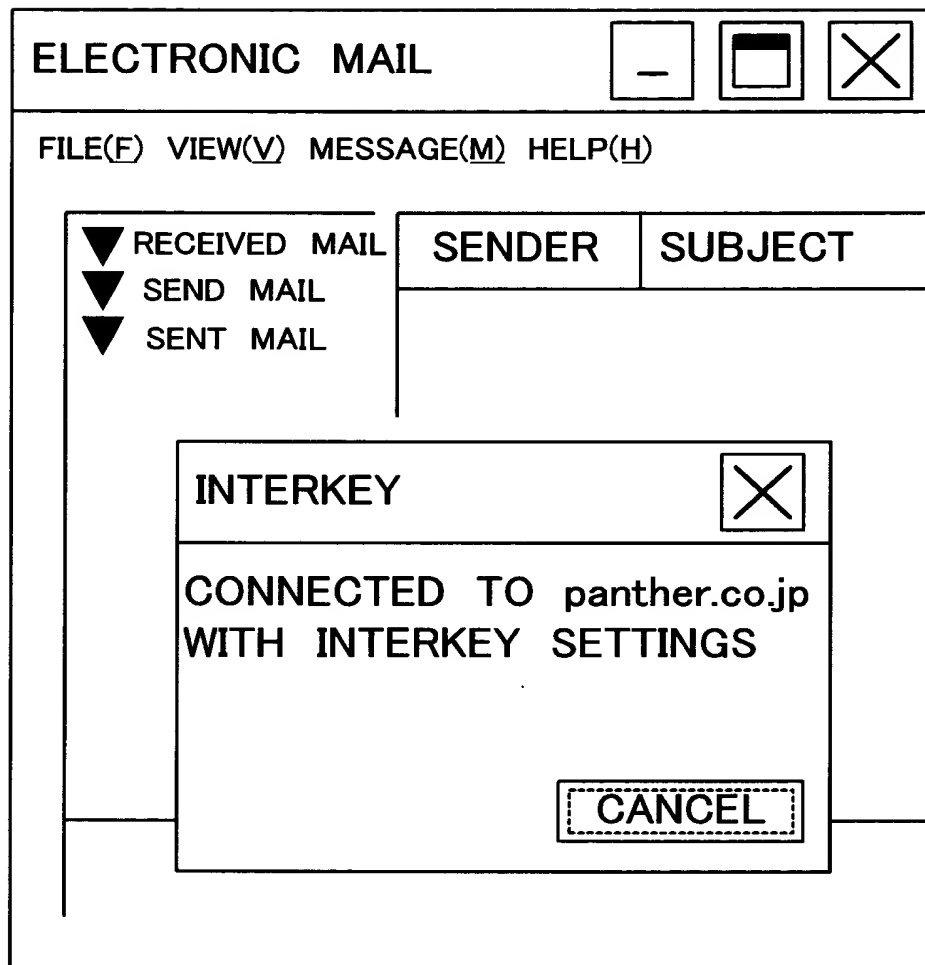 ELECTRONIC MAIL
FILE(F) VIEW(V) MESSAGE(M) HELP(H)
RECEIVED MAIL
SEND MAIL
SENT MAIL
SENDER SUBJECT
INTERKEY
CONNECTED TO panther.co.jp
WITH INTERKEY SETTINGS
CANCEL